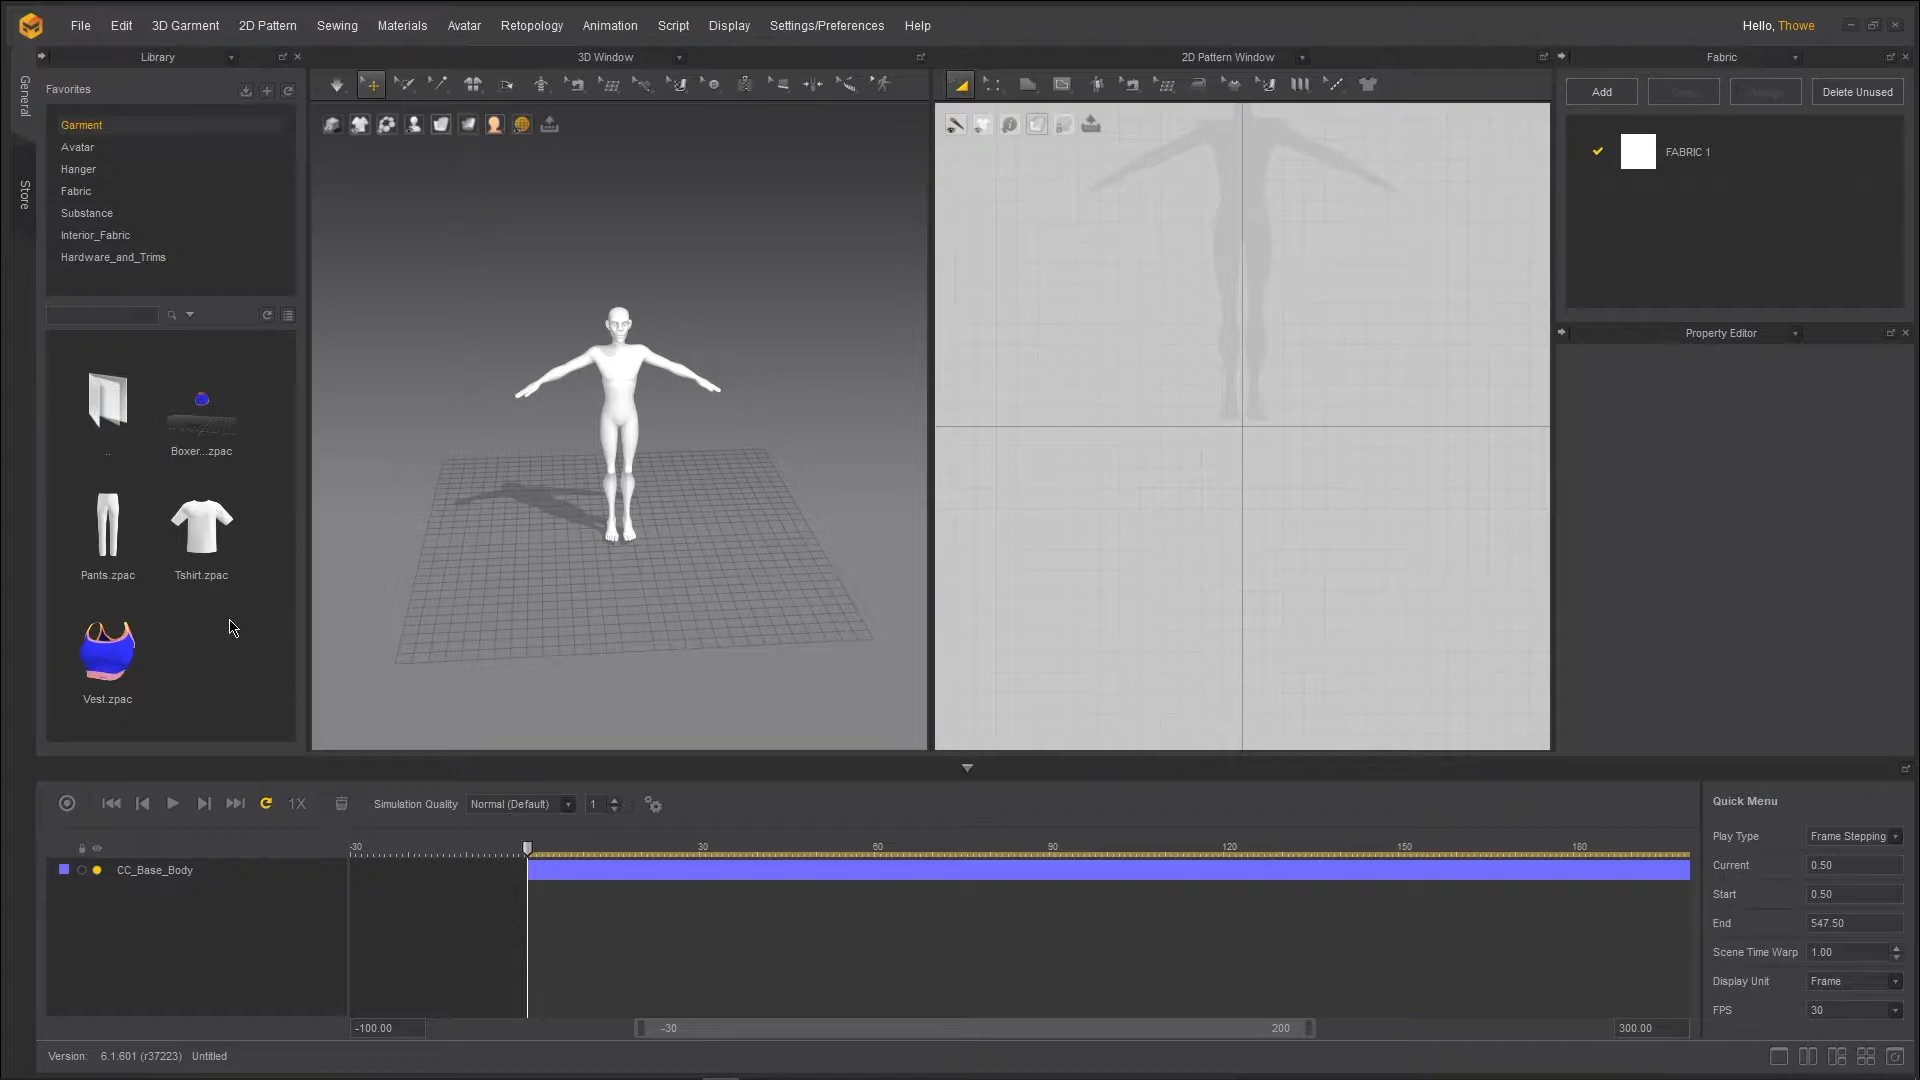 File Edit 3D Garment 2D Pattern Sewing Materials Avatar Retopology Animation Script Display Settings/Preferences Help
Hello, Thowe
Library
3D Window
2D Pattern Window
Fabric
General
Store
Favorites
Garment
Avatar
Hanger
Fabric
Substance
Interior_Fabric
Hardware_and_Trims
..
Boxer...zpac
Pants.zpac
Tshirt.zpac
Vest.zpac
Add
Delete Unused
FABRIC 1
Property Editor
1X
Simulation Quality Normal (Default) 1
-30 30 60 90 120 150 180
CC_Base_Body
-100.00 -30 200 300.00
Quick Menu
Play Type Frame Stepping
Current 0.50
Start 0.50
End 547.50
Scene Time Warp 1.00
Display Unit Frame
FPS 30
Version: 6.1.601 (r37223) Untitled